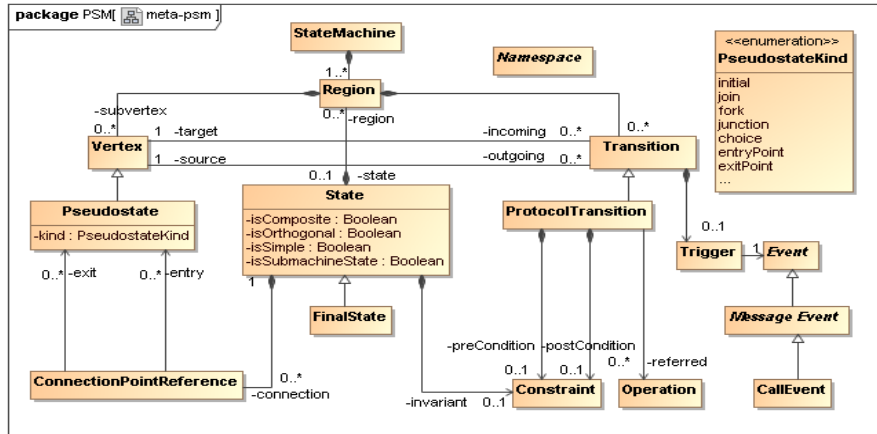 package PSM[ meta-psm ]
StateMachine
Namespace
<<enumeration>>
PseudostateKind
initial
join
fork
junction
choice
entryPoint
exitPoint
...
1..*
Region
-subvertex
0..*
0..*
-region
0..*
1
-target
-incoming
0..*
Vertex
Transition
1
-source
-outgoing
0..*
0..1
-state
State
-isComposite : Boolean
-isOrthogonal : Boolean
-isSimple : Boolean
-isSubmachineState : Boolean
Pseudostate
-kind : PseudostateKind
ProtocolTransition
0..1
Trigger
1
Event
0..*
-exit
0..*
-entry
1
FinalState
Message Event
-preCondition
-postCondition
0..1
0..1
0..*
-referred
ConnectionPointReference
0..*
-connection
-invariant
0..1
Constraint
Operation
CallEvent